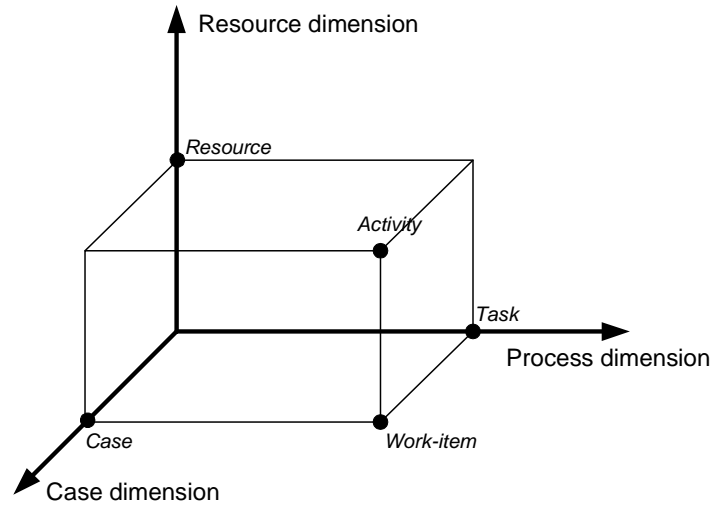 Resource dimension
Resource
Activity
Task
Process dimension
Case
Work-item
Case dimension